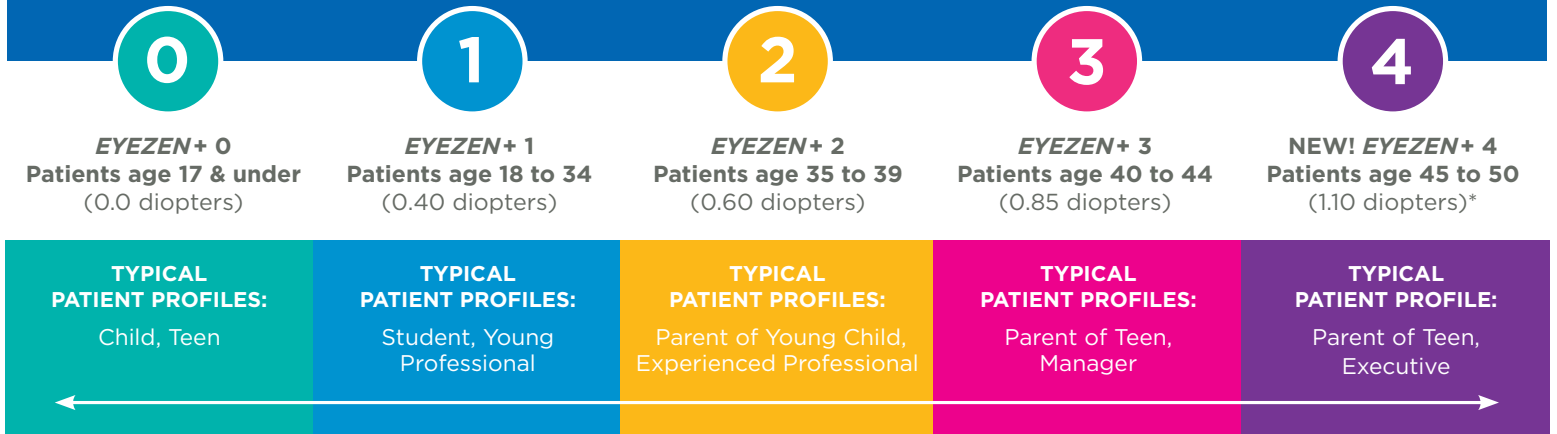 0
EYEZEN+ 0
Patients age 17 & under
(0.0 diopters)
TYPICAL
PATIENT PROFILES:
Child, Teen
1
EYEZEN+ 1
Patients age 18 to 34
(0.40 diopters)
TYPICAL
PATIENT PROFILES:
Student, Young
Professional
2
EYEZEN+ 2
Patients age 35 to 39
(0.60 diopters)
TYPICAL
PATIENT PROFILES:
Parent of Young Child,
Experienced Professional
3
EYEZEN+ 3
Patients age 40 to 44
(0.85 diopters)
TYPICAL
PATIENT PROFILES:
Parent of Teen,
Manager
4
NEW! EYEZEN+ 4
Patients age 45 to 50
(1.10 diopters)*
TYPICAL
PATIENT PROFILE:
Parent of Teen,
Executive